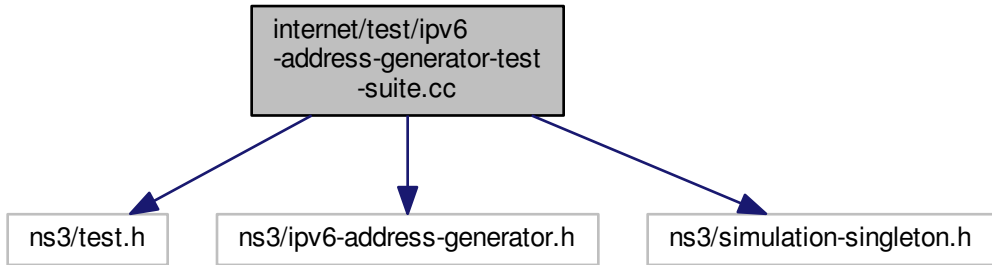 internet/test/ipv6
-address-generator-test
-suite.cc
ns3/test.h
ns3/ipv6-address-generator.h
ns3/simulation-singleton.h